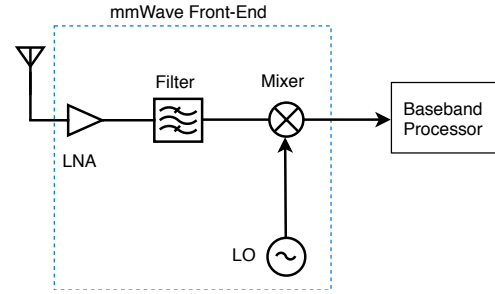 mmWave Front-End
Filter
Mixer
Baseband
Processor
LNA
LO